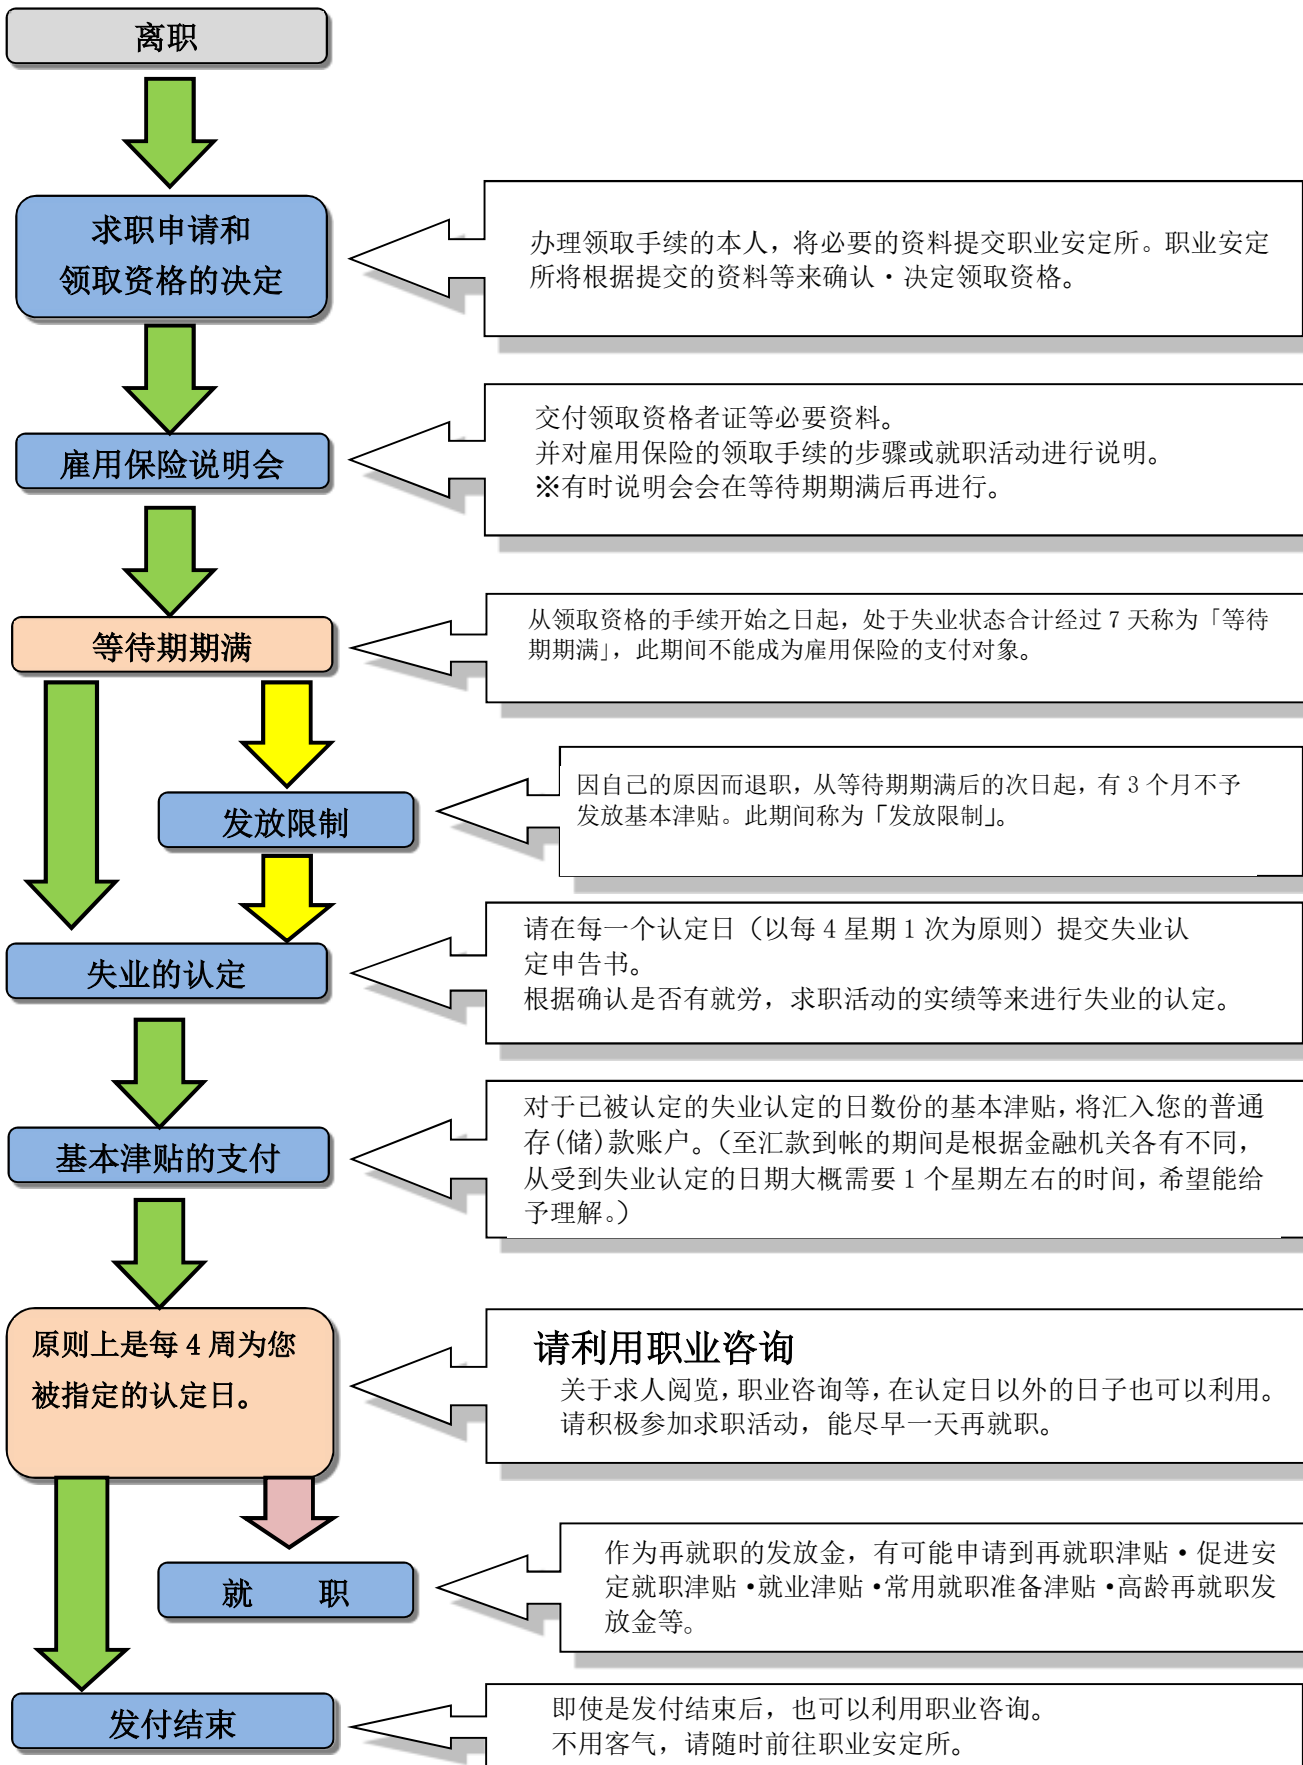 离职
求职申请和
领取资格的决定
办理领取手续的本人，将必要的资料提交职业安定所。职业安定
所将根据提交的资料等来确认・决定领取资格。
雇用保险说明会
交付领取资格者证等必要资料。
并对雇用保险的领取手续的步骤或就职活动进行说明。
※有时说明会会在等待期期满后再进行。
等待期期满
从领取资格的手续开始之日起，处于失业状态合计经过 7 天称为「等待
期期满」，此期间不能成为雇用保险的支付对象。
发放限制
因自己的原因而退职，从等待期期满后的次日起，有 3 个月不予
发放基本津贴。此期间称为「发放限制」。
失业的认定
请在每一个认定日（以每 4 星期 1 次为原则）提交失业认
定申告书。
根据确认是否有就劳，求职活动的实绩等来进行失业的认定。
基本津贴的支付
对于己被认定的失业认定的日数份的基本津贴，将汇入您的普通
存(储)款账户。（至汇款到帐的期间是根据金融机关各有不同，
从受到失业认定的日期大概需要 1 个星期左右的时间，希望能给
予理解。）
原则上是每 4 周为您
被指定的认定日。
请利用职业咨询
关于求人阅览，职业咨询等，在认定日以外的日子也可以利用。
请积极参加求职活动，能尽早一天再就职。
就　　职
作为再就职的发放金，有可能申请到再就职津贴・促进安
定就职津贴・就业津贴・常用就职准备津贴・高龄再就职发
放金等。
发付结束
即使是发付结束后，也可以利用职业咨询。
不用客气，请随时前往职业安定所。